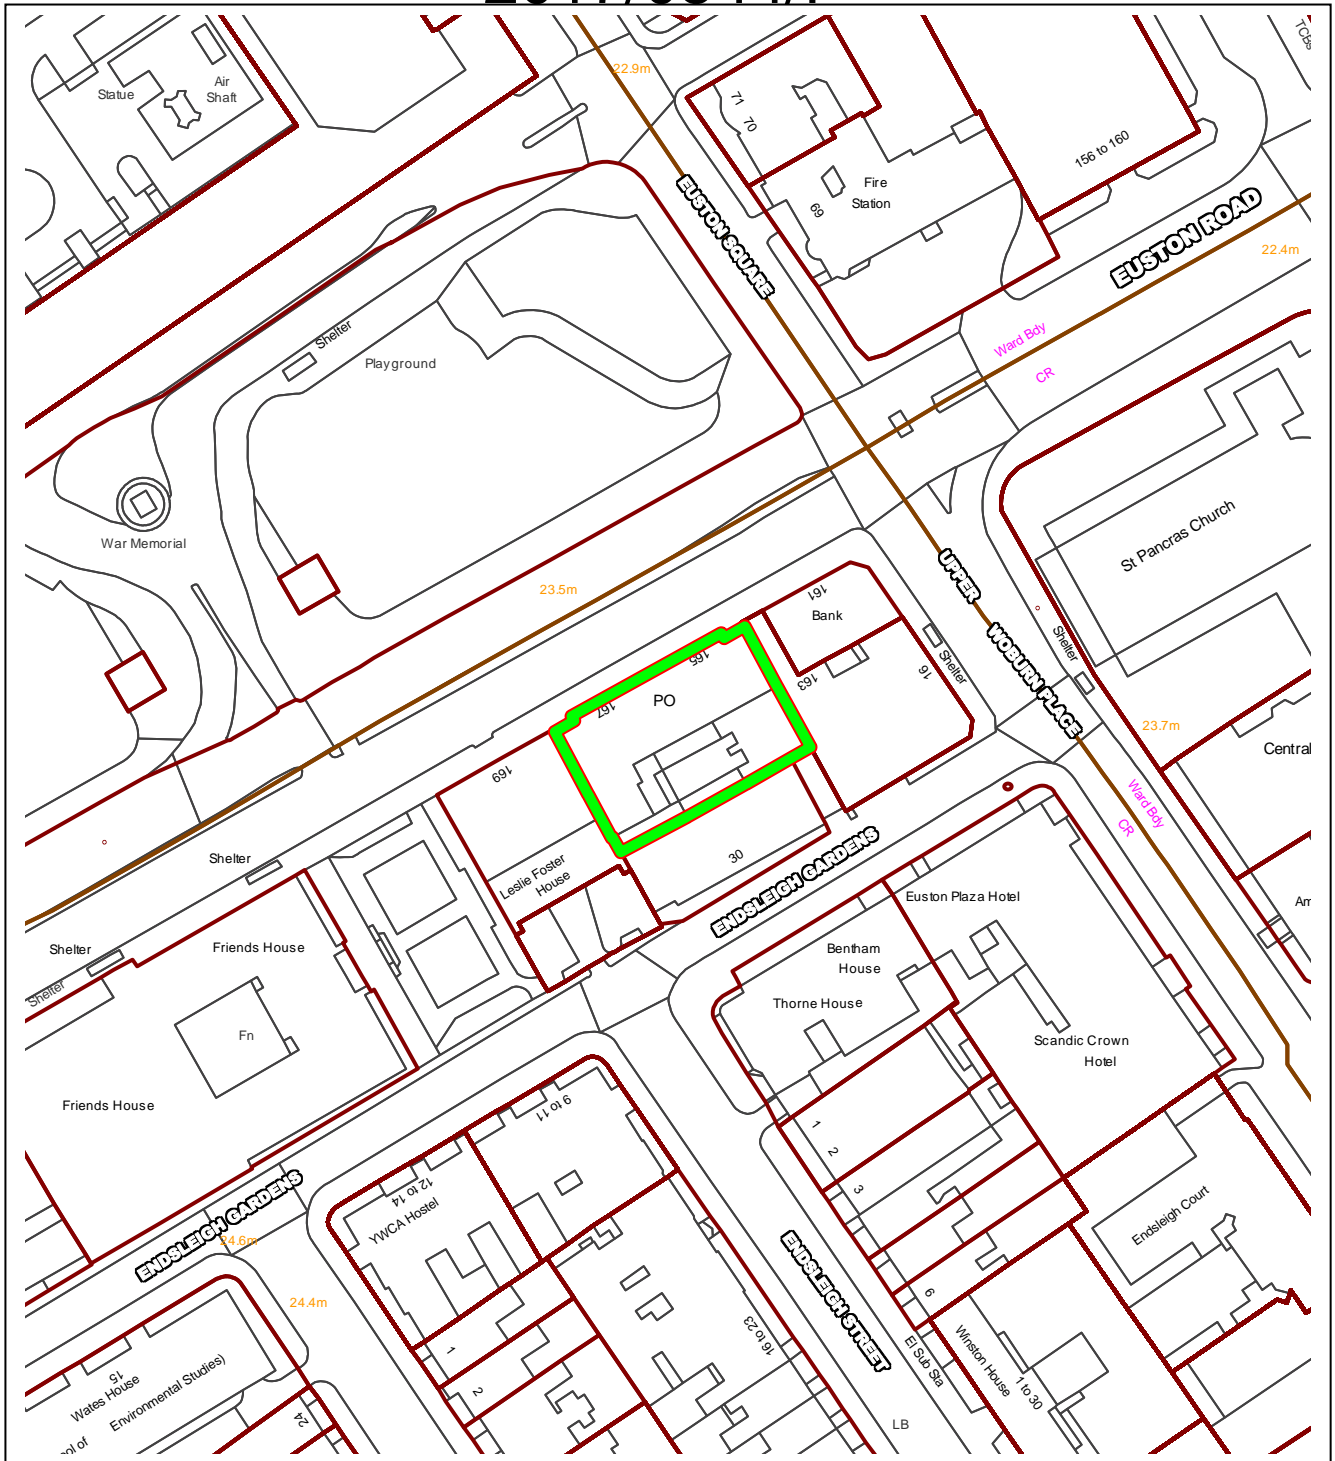 22.9m
TCBs
Statue
Air
Shaft
71
70
156 to 160
Fire
Station
69
EUSTON SQUARE
EUSTON ROAD
22.4m
Shelter
Playground
Ward Bdy
CR
War Memorial
23.5m
St Pancras Church
UPPER WOBURN PLACE
161
Bank
Shelter
Shelter
165
163
16
PO
167
23.7m
Central
169
Ward Bdy
CR
Shelter
30
Leslie Foster
House
ENDSLEIGH GARDENS
Euston Plaza Hotel
Am
Shelter
Friends House
Bentham
House
Shelter
Thorne House
Fn
Scandic Crown
Hotel
Friends House
9 to 11
1
2
3
12 to 14
YWCA Hostel
Endsleigh Court
ENDSLEIGH GARDENS
24.6m
24.4m
ENDSLEIGH STREET
6
16 to 23
El Sub Sta
Winston House
1 to 30
1
2
15
Wates House
Environmental Studies)
ol of
24
LB